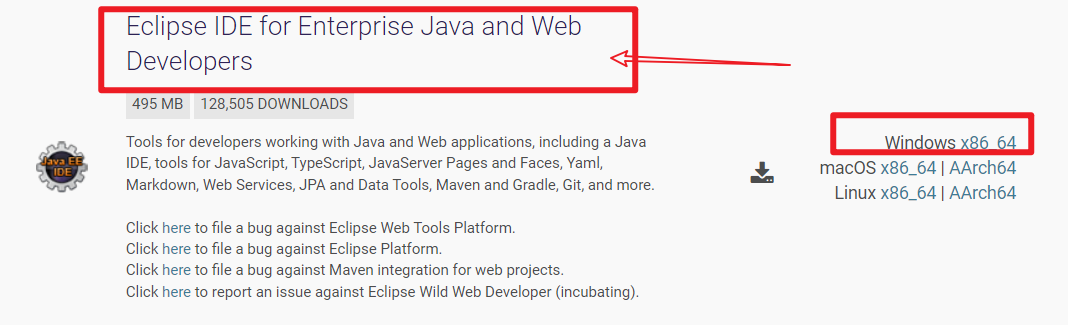 Eclipse IDE for Enterprise Java and Web
Developers
495 MB 128,505 DOWNLOADS
Java EE
IDE
Tools for developers working with Java and Web applications, including a Java
IDE, tools for JavaScript, TypeScript, JavaServer Pages and Faces, Yaml,
Markdown, Web Services, JPA and Data Tools, Maven and Gradle, Git, and more.
Click here to file a bug against Eclipse Web Tools Platform.
Click here to file a bug against Eclipse Platform.
Click here to file a bug against Maven integration for web projects.
Click here to report an issue against Eclipse Wild Web Developer (incubating).
Windows x86_64
macOS x86_64 | AArch64
Linux x86_64 | AArch64